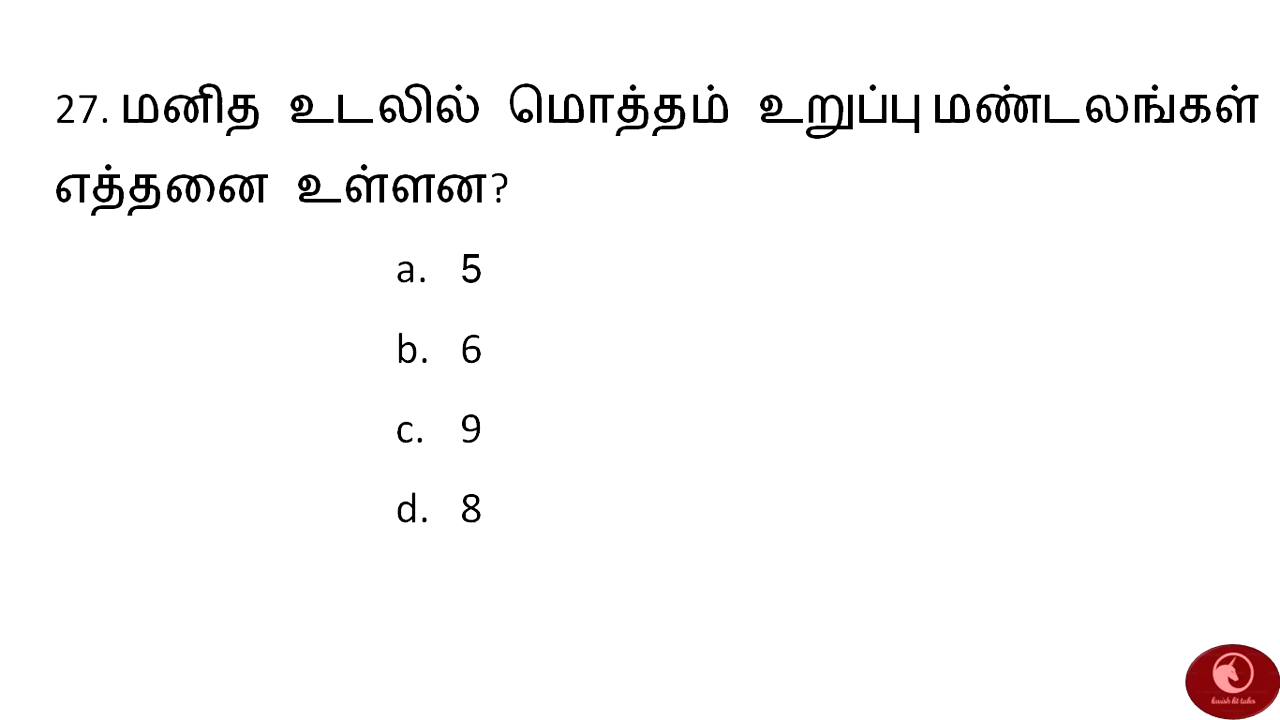 27. மனித உடலில் மொத்தம் உறுப்பு மண்டலங்கள்
எத்தனை உள்ளன?
a. 5
b. 6
c. 9
d. 8